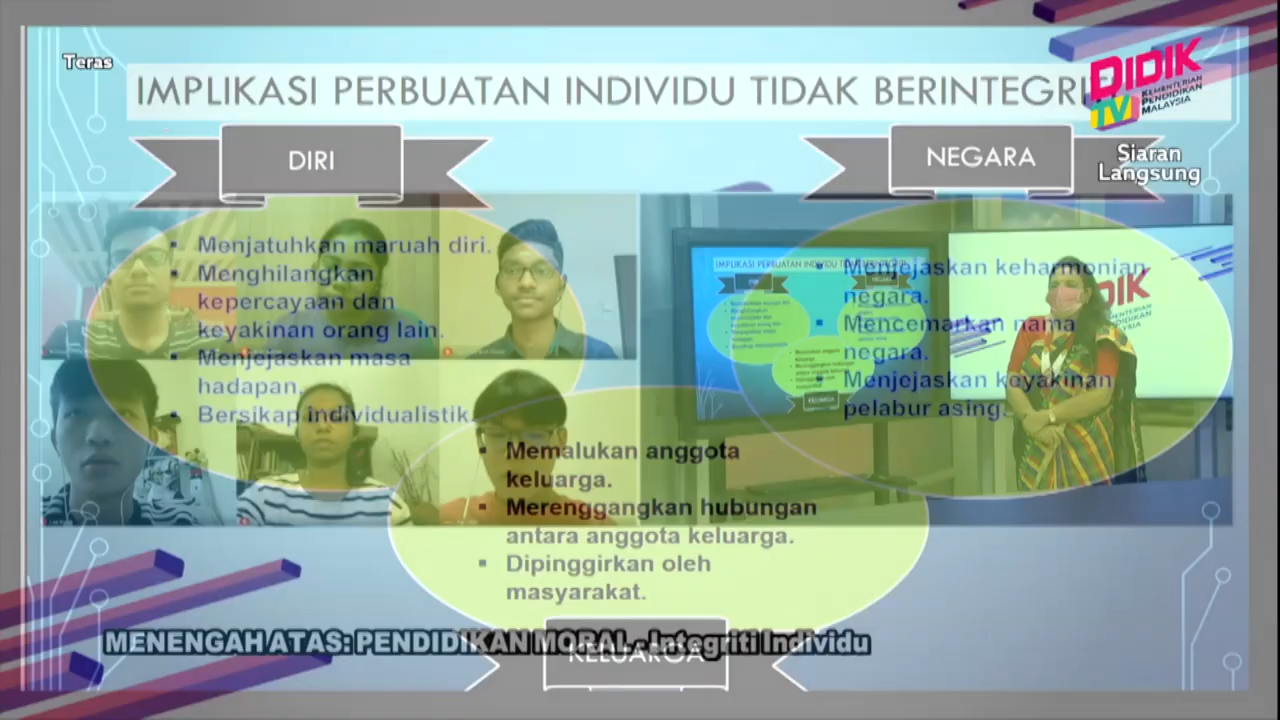 Teras
IMPLIKASI PERBUATAN INDIVIDU TIDAK BERINTEGRI
DIDIK
TV
KEMENTERIAN
PENDIDIKAN
MALAYSIA
Siaran
Langsung
DIRI
▪ Menjatuhkan maruah diri.
▪ Menghilangkan
kepercayaan dan
keyakinan orang lain.
▪ Menjejaskan masa
hadapan.
▪ Bersikap individualistik.
NEGARA
▪ Menjejaskan keharmonian
negara.
▪ Mencemarkan nama
negara.
▪ Menjejaskan keyakinan
pelabur asing.
▪ Memalukan anggota
keluarga.
▪ Merenggangkan hubungan
antara anggota keluarga.
▪ Dipinggirkan oleh
masyarakat.
KELUARGA
MENENGAH ATAS: PENDIDIKAN MORAL - Integriti Individu